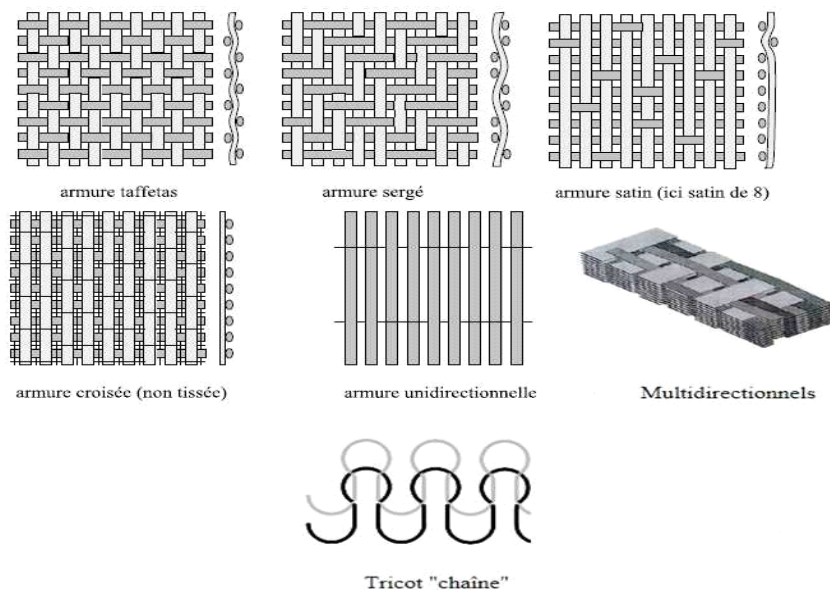 armure taffetas
armure sergé
armure satin (ici satin de 8)
armure croisée (non tissée)
armure unidirectionnelle
Multidirectionnels
Tricot "chaîne"